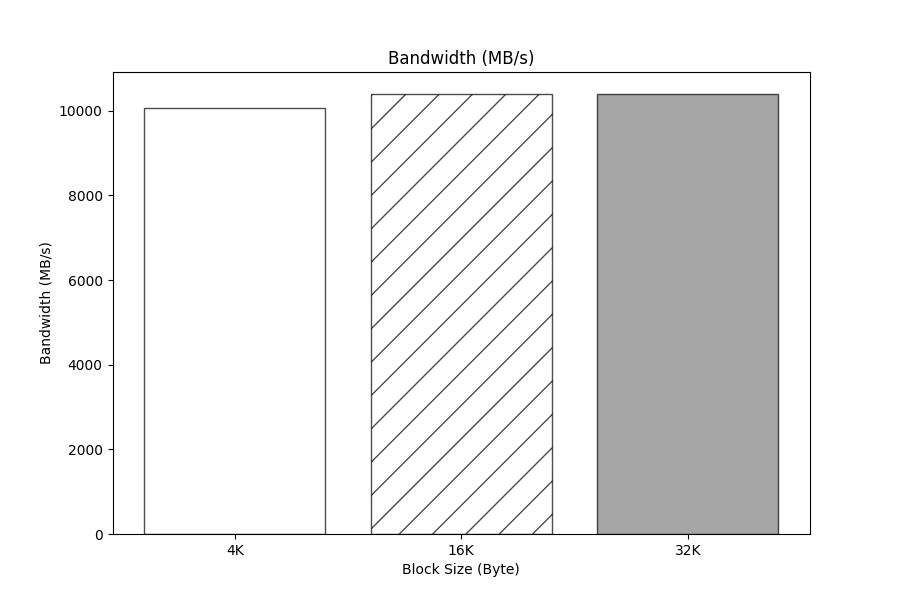 Bandwidth (MB/s)
10000
8000
6000
4000
2000
0
Bandwidth (MB/s)
4K
16K
32K
Block Size (Byte)